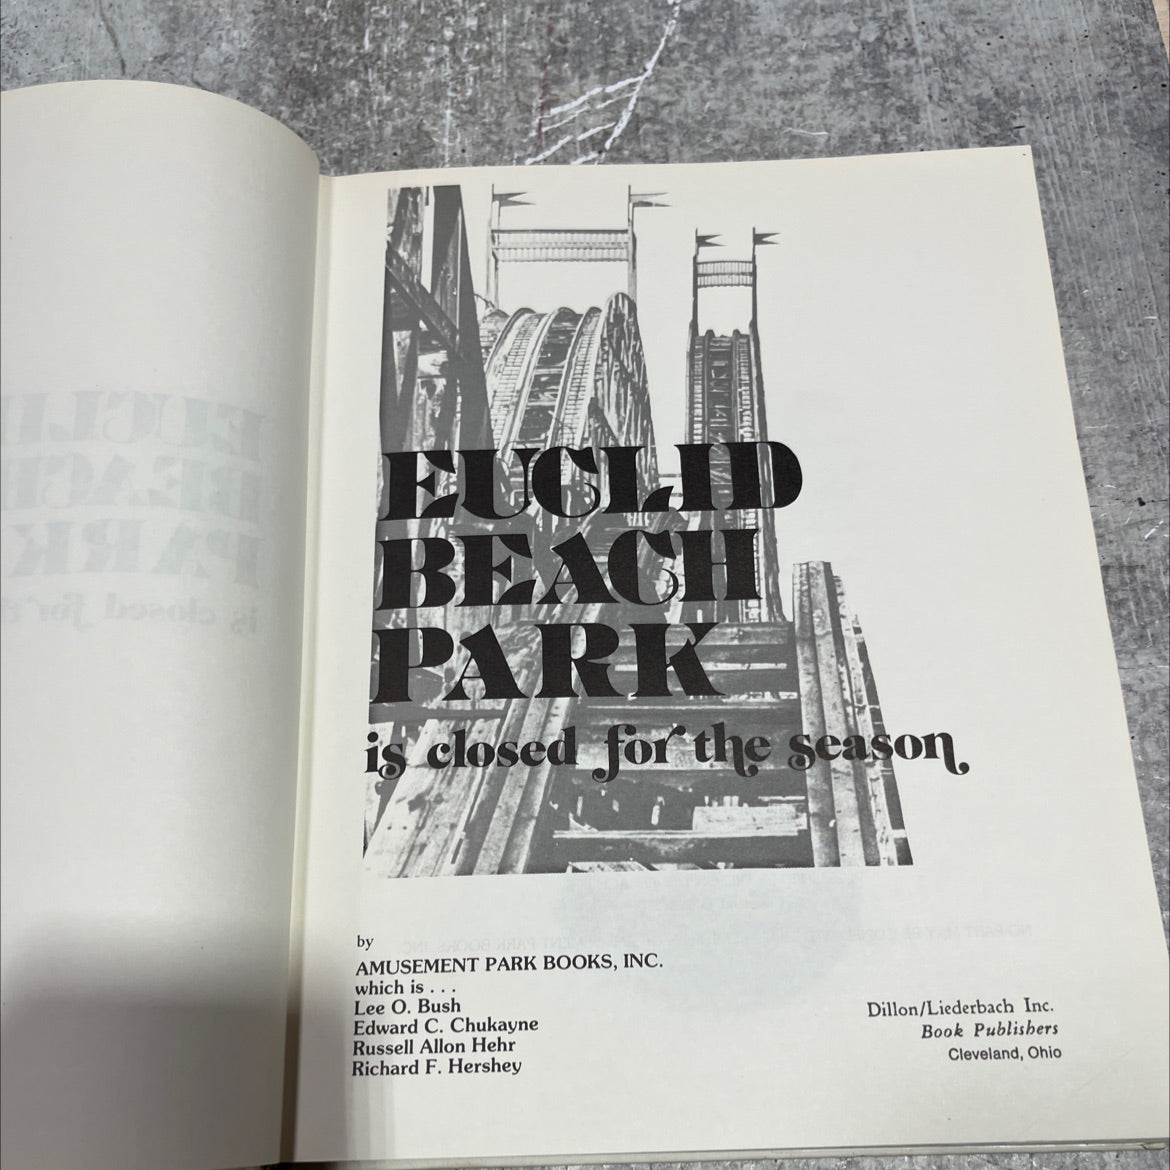 EUCLID
BEACH
PARK
is closed for the season
by
AMUSEMENT PARK BOOKS, INC.
which is . . .
Lee O. Bush
Edward C. Chukayne
Russell Allon Hehr
Richard F. Hershey
Dillon/Liederbach Inc.
Book Publishers
Cleveland, Ohio